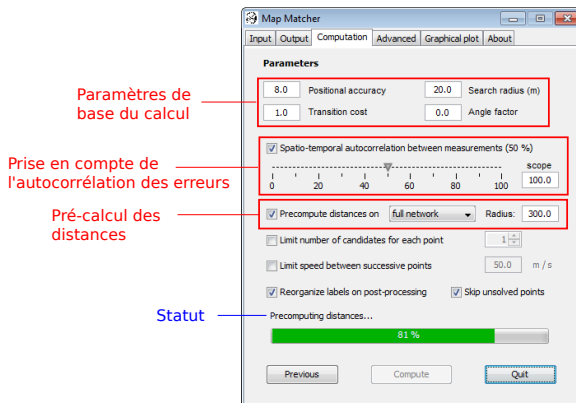 Map Matcher
Input Output Computation Advanced Graphical plot About
Parameters
8.0 Positional accuracy 20.0 Search radius (m)
1.0 Transition cost 0.0 Angle factor
Paramètres de
base du calcul
Spatio-temporal autocorrelation between measurements (50 %)
scope
0 20 40 60 80 100 100.0
Prise en compte de
l'autocorrélation des erreurs
Precompute distances on full network Radius: 300.0
Pré-calcul des
distances
Limit number of candidates for each point 1
Limit speed between successive points 50.0 m / s
Reorganize labels on post-processing Skip unsolved points
Statut
Precomputing distances...
81 %
Previous Compute Quit